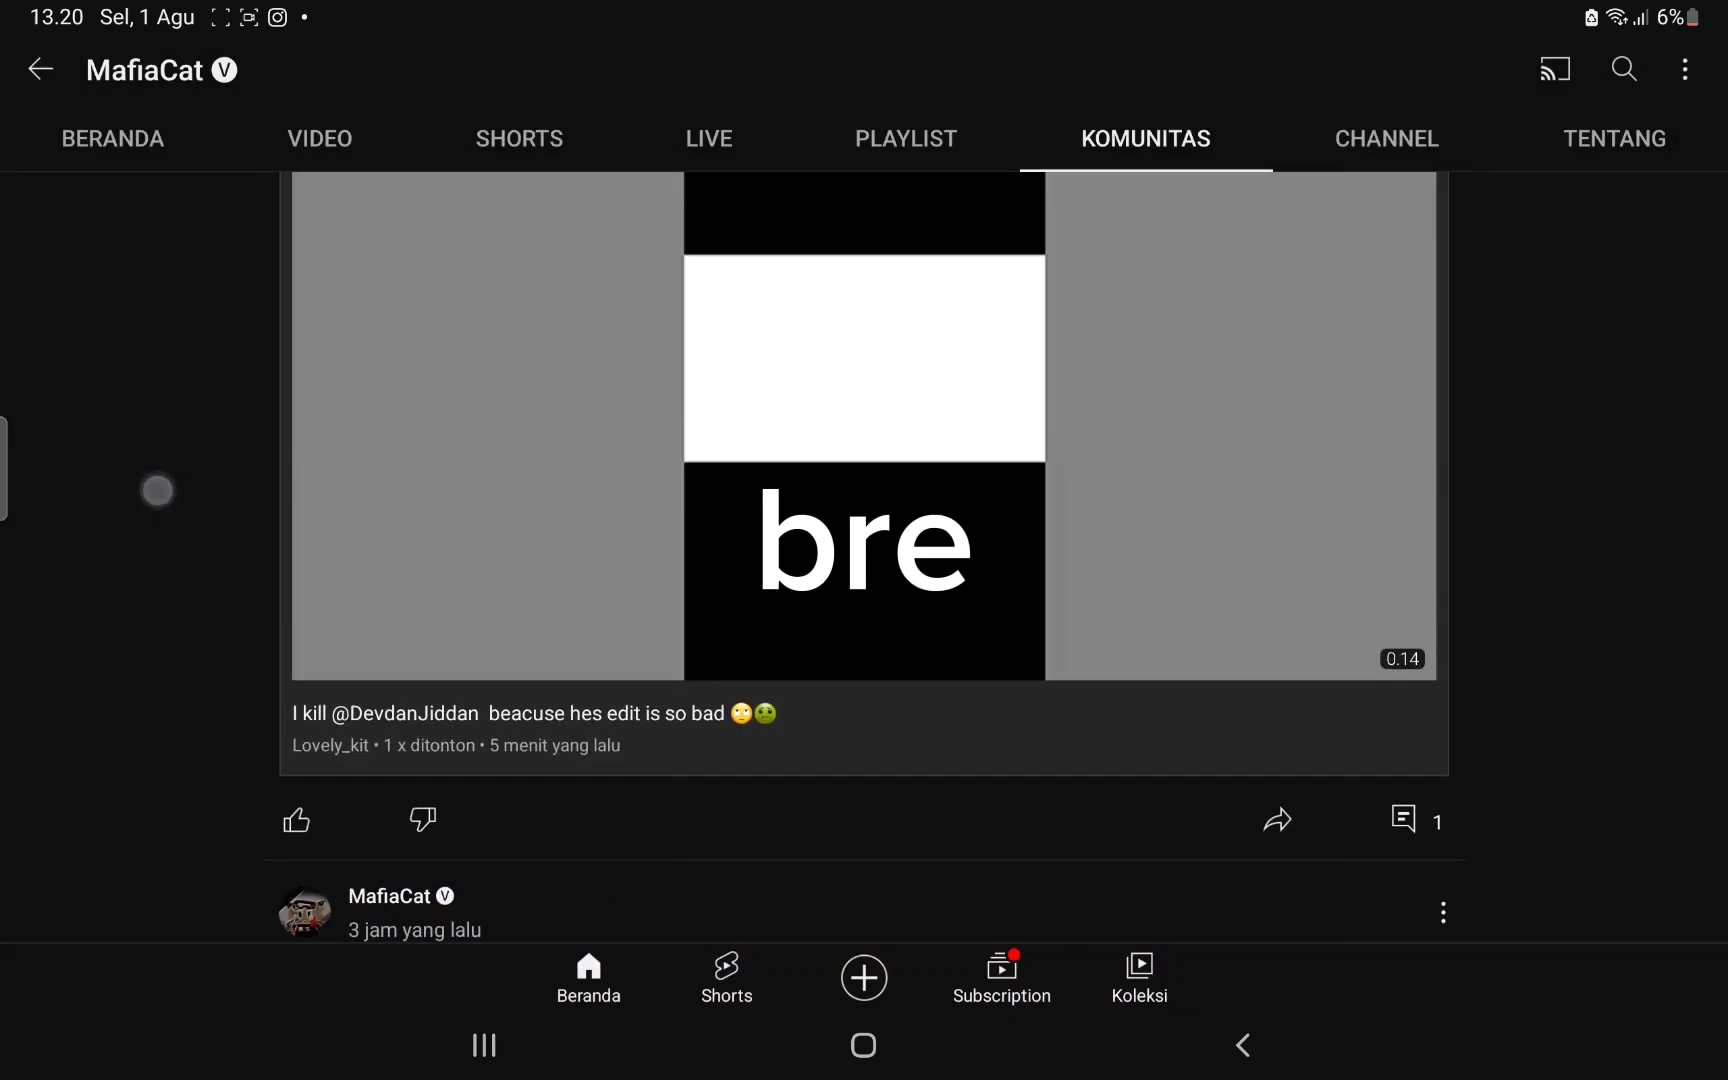 13.20 Sel, 1 Agu
6%
MafiaCat V
BERANDA VIDEO SHORTS LIVE PLAYLIST KOMUNITAS CHANNEL TENTANG
bre
0.14
I kill @DevdanJiddan beacuse hes edit is so bad 🙄🤢
Lovely_kit • 1 x ditonton • 5 menit yang lalu
1
MafiaCat V
3 jam yang lalu
Beranda Shorts Subscription Koleksi